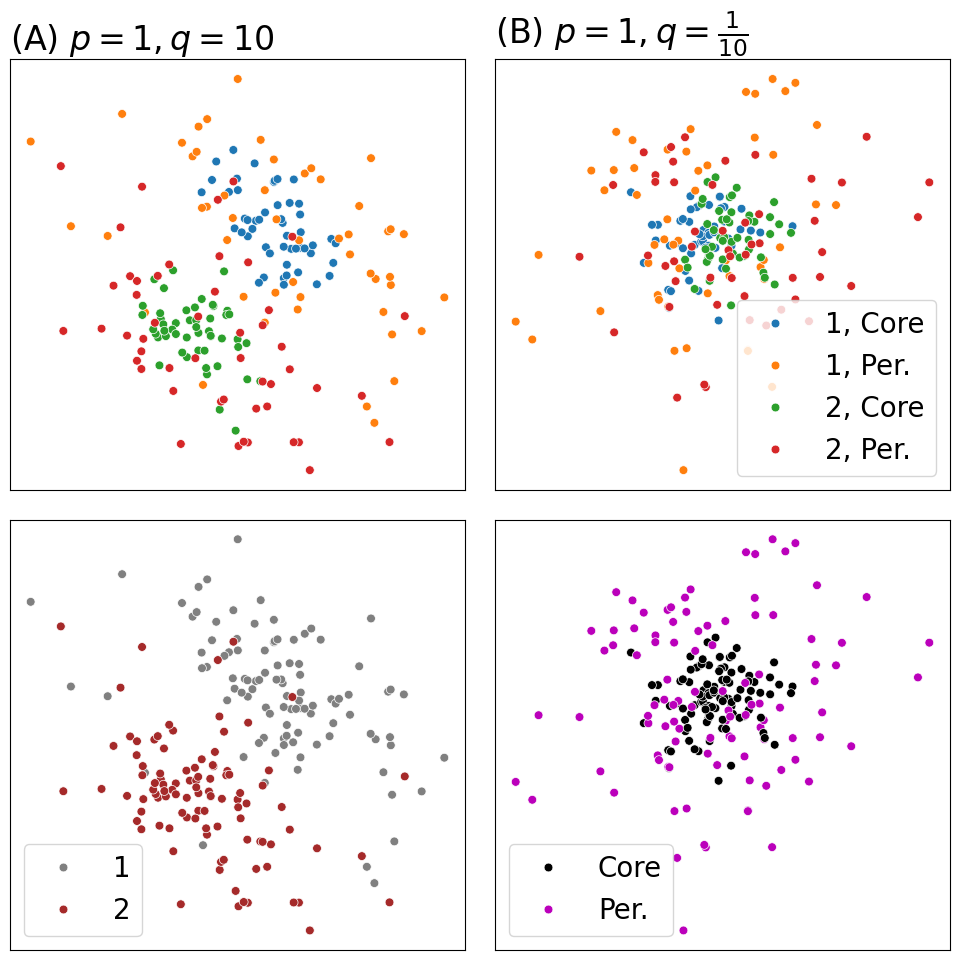 (A) p = 1, q = 10
(B) p = 1, q = 1/10
1, Core
1, Per.
2, Core
2, Per.
1
2
Core
Per.